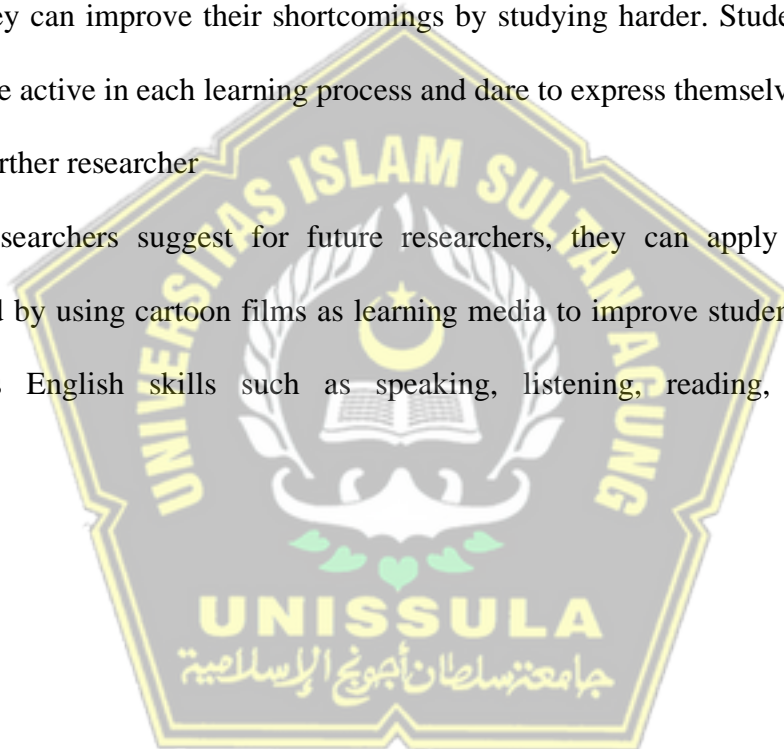 ey can improve their shortcomings by studying harder. Stude
e active in each learning process and dare to express themselv
rther researcher
searchers suggest for future researchers, they can apply
d by using cartoon films as learning media to improve studen
s English skills such as speaking, listening, reading,
UNIVERSITAS ISLAM SULTAN AGUNG
UNISSULA
جامعة سلطان أجونج الإسلامية